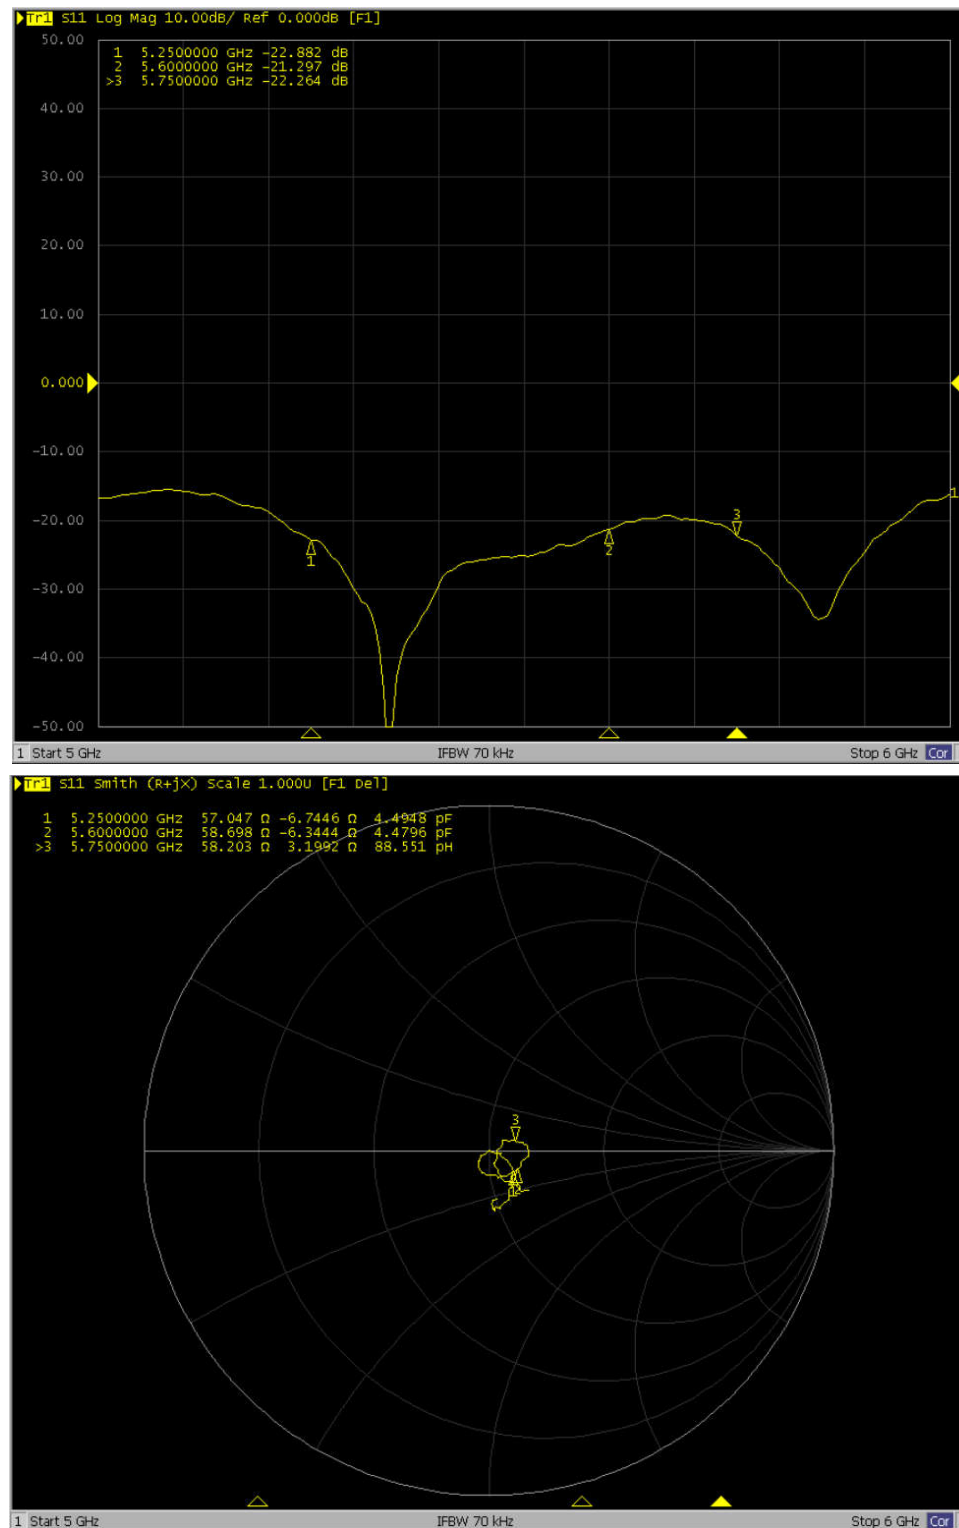 Tr1 S11 Log Mag 10.00dB/ Ref 0.000dB [F1]
50.00
1 5.2500000 GHz -22.882 dB
2 5.6000000 GHz -21.297 dB
>3 5.7500000 GHz -22.264 dB
40.00
30.00
20.00
10.00
0.000
-10.00
-20.00
-30.00
-40.00
-50.00
1
2
3
1
1 Start 5 GHz IFBW 70 kHz Stop 6 GHz Cor
Tr1 S11 Smith (R+jX) Scale 1.000U [F1 Del]
1 5.2500000 GHz 57.047 Ω -6.7446 Ω 4.4948 pF
2 5.6000000 GHz 58.698 Ω -6.3444 Ω 4.4796 pF
>3 5.7500000 GHz 58.203 Ω 3.1992 Ω 88.551 pH
3
1 Start 5 GHz IFBW 70 kHz Stop 6 GHz Cor